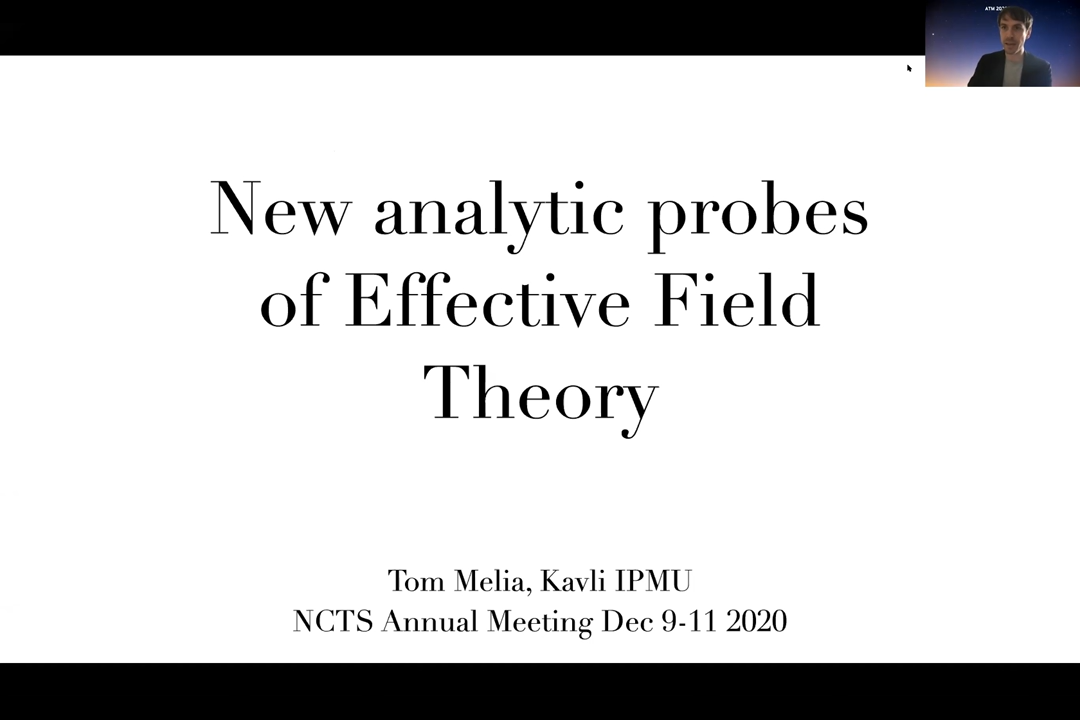 New analytic probes
of Effective Field
Theory
Tom Melia, Kavli IPMU
NCTS Annual Meeting Dec 9-11 2020